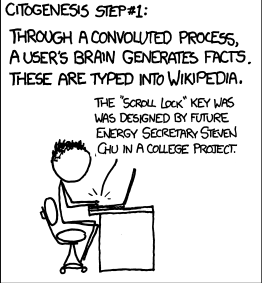 CITOGENESIS STEP#1:
THROUGH A CONVOLUTED PROCESS,
A USER'S BRAIN GENERATES FACTS.
THESE ARE TYPED INTO WIKIPEDIA.
THE "SCROLL LOCK" KEY WAS
WAS DESIGNED BY FUTURE
ENERGY SECRETARY STEVEN
CHU IN A COLLEGE PROJECT.